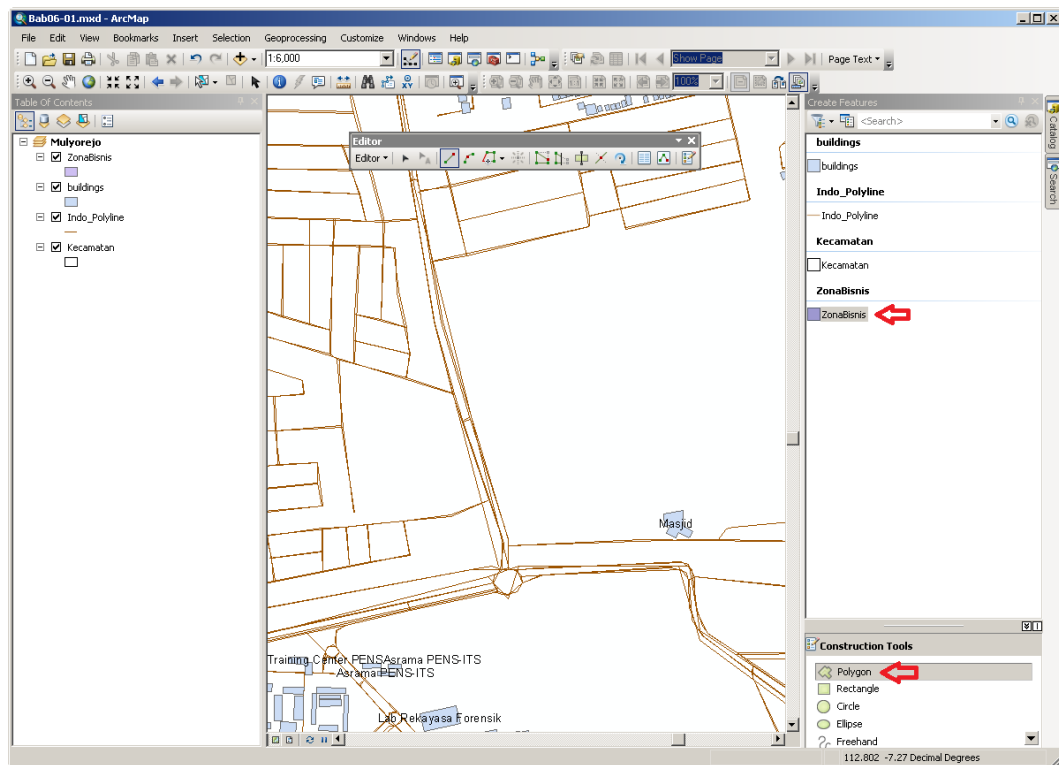 Bab06-01.mxd - ArcMap
File Edit View Bookmarks Insert Selection Geoprocessing Customize Windows Help
1:6,000 Show Page Page Text
100%
Table Of Contents
Mulyorejo
ZonaBisnis
buildings
Indo_Polyline
Kecamatan
Editor
Editor
Masjid
Training Center PENS Asrama PENS-ITS
Asrama PENS-ITS
Lab Rekayasa Forensik
Create Features
<Search>
buildings
buildings
Indo_Polyline
Indo_Polyline
Kecamatan
Kecamatan
ZonaBisnis
ZonaBisnis
Construction Tools
Polygon
Rectangle
Circle
Ellipse
Freehand
Catalog
Search
112.802 -7.27 Decimal Degrees